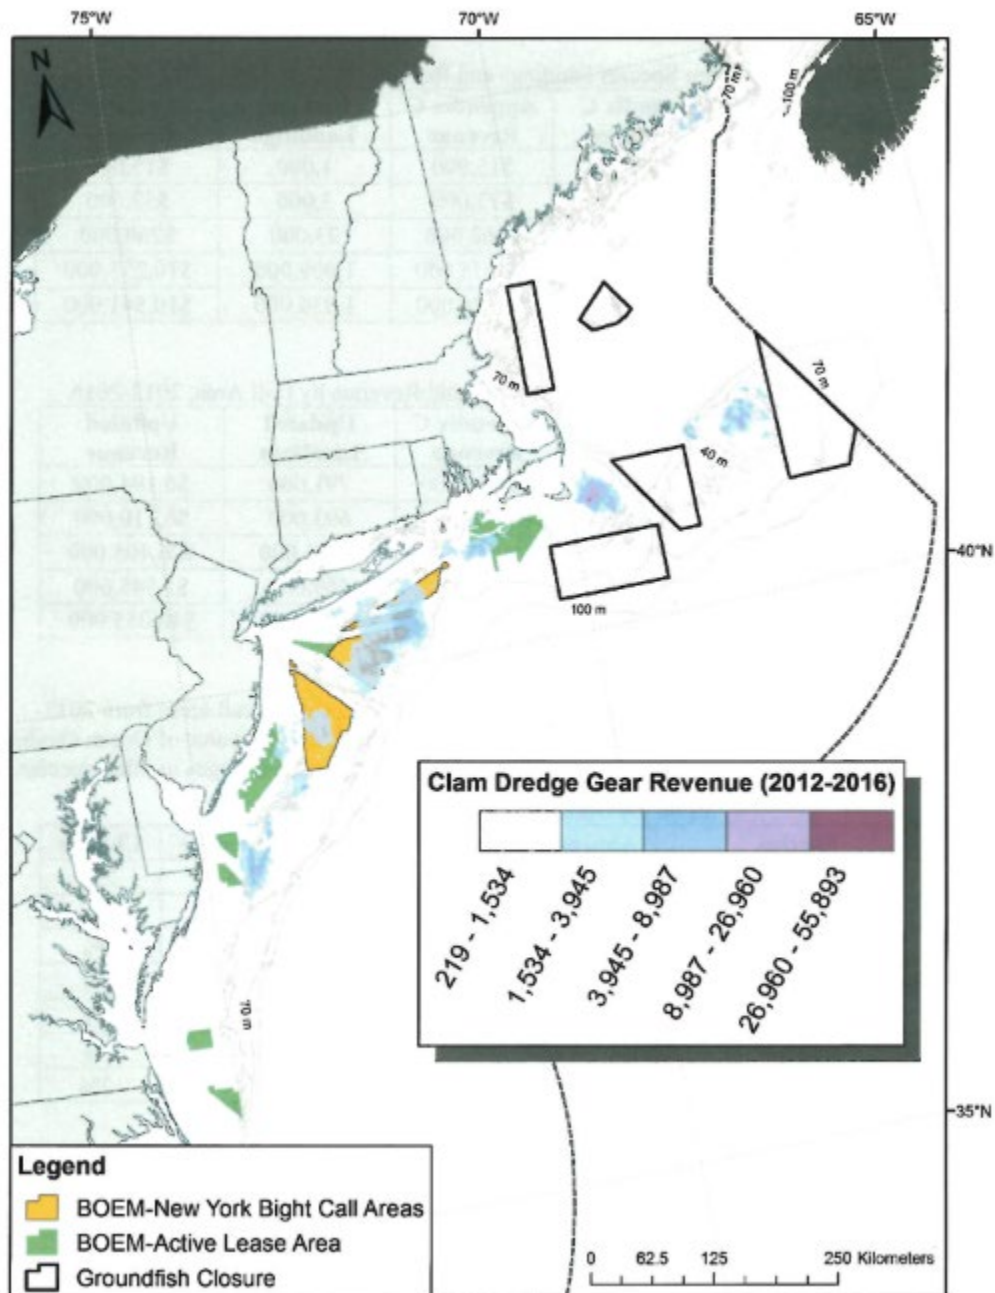 75°W
70°W
65°W
N
70 m
100 m
70 m
70 m
40 m
40°N
100 m
Clam Dredge Gear Revenue (2012-2016)
219 - 1,534
1,534 - 3,945
3,945 - 8,987
8,987 - 26,960
26,960 - 55,893
70 m
35°N
Legend
BOEM-New York Bight Call Areas
BOEM-Active Lease Area
Groundfish Closure
0 62.5 125 250 Kilometers